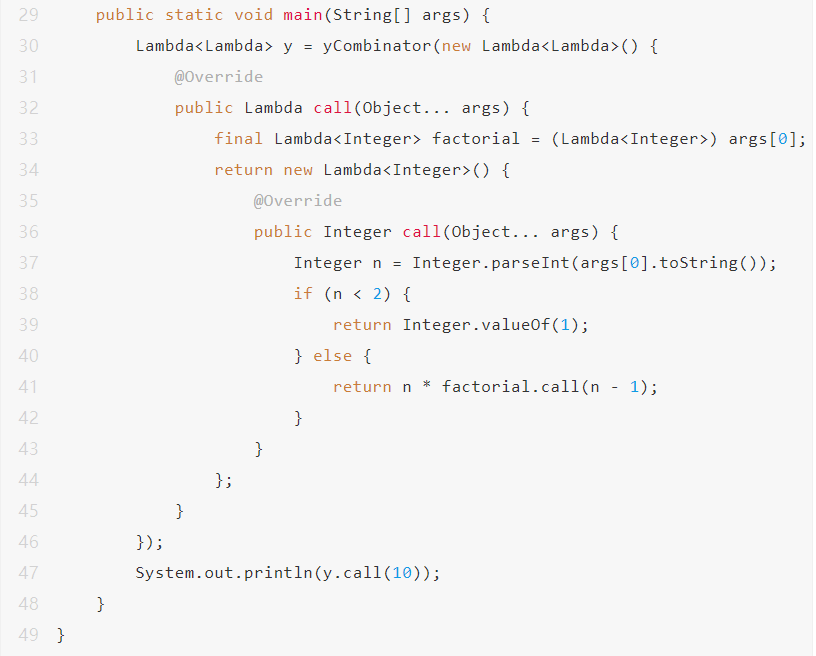 29     public static void main(String[] args) {
30         Lambda<Lambda> y = yCombinator(new Lambda<Lambda>() {
31             @Override
32             public Lambda call(Object... args) {
33                 final Lambda<Integer> factorial = (Lambda<Integer>) args[0];
34                 return new Lambda<Integer>() {
35                     @Override
36                     public Integer call(Object... args) {
37                         Integer n = Integer.parseInt(args[0].toString());
38                         if (n < 2) {
39                             return Integer.valueOf(1);
40                         } else {
41                             return n * factorial.call(n - 1);
42                         }
43                     }
44                 };
45             }
46         });
47         System.out.println(y.call(10));
48     }
49 }